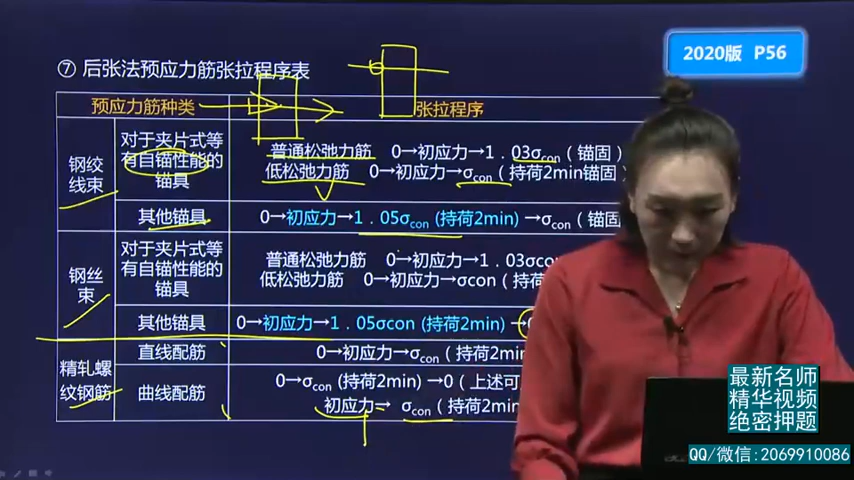 2020版 P56
⑦ 后张法预应力筋张拉程序表
预应力筋种类
张拉程序
钢绞
线束
对于夹片式等
有自锚性能的
锚具
普通松弛力筋 0→初应力→1．03σcon（锚固）
低松弛力筋 0→初应力→σcon（持荷2min锚固）
其他锚具
0→初应力→1．05σcon (持荷2min) →σcon（锚固
钢丝
束
对于夹片式等
有自锚性能的
锚具
普通松弛力筋 0→初应力→1．03σco
低松弛力筋 0→初应力→σcon（持
其他锚具
0→初应力→1．05σcon (持荷2min) →
精轧螺
纹钢筋
直线配筋
0→初应力→σcon（持荷2min
曲线配筋
0→σcon（持荷2min）→0（上述可
初应力→ σcon（持荷2min
最新名师
精华视频
绝密押题
QQ/微信:2069910086